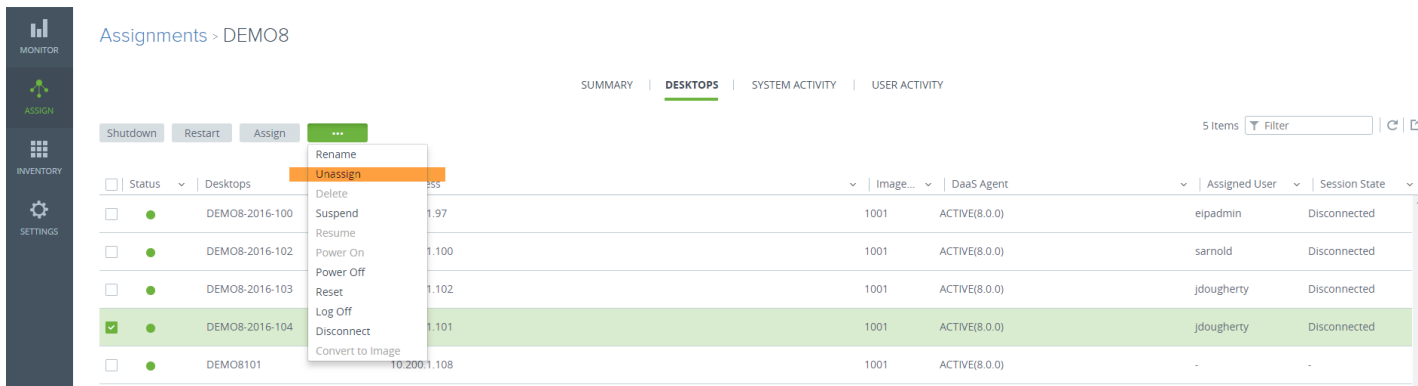 MONITOR
Assignments > DEMO8
ASSIGN
SUMMARY | DESKTOPS | SYSTEM ACTIVITY | USER ACTIVITY
Shutdown Restart Assign ...
5 Items Filter
INVENTORY
SETTINGS
Rename
Unassign
Delete
Suspend
Resume
Power On
Power Off
Reset
Log Off
Disconnect
Convert to Image
Status Desktops ess Image... DaaS Agent Assigned User Session State
DEMO8-2016-100 1.97 1001 ACTIVE(8.0.0) eipadmin Disconnected
DEMO8-2016-102 1.100 1001 ACTIVE(8.0.0) sarnold Disconnected
DEMO8-2016-103 1.102 1001 ACTIVE(8.0.0) jdougherty Disconnected
DEMO8-2016-104 1.101 1001 ACTIVE(8.0.0) jdougherty Disconnected
DEMO8101 10.200.1.108 1001 ACTIVE(8.0.0) - -